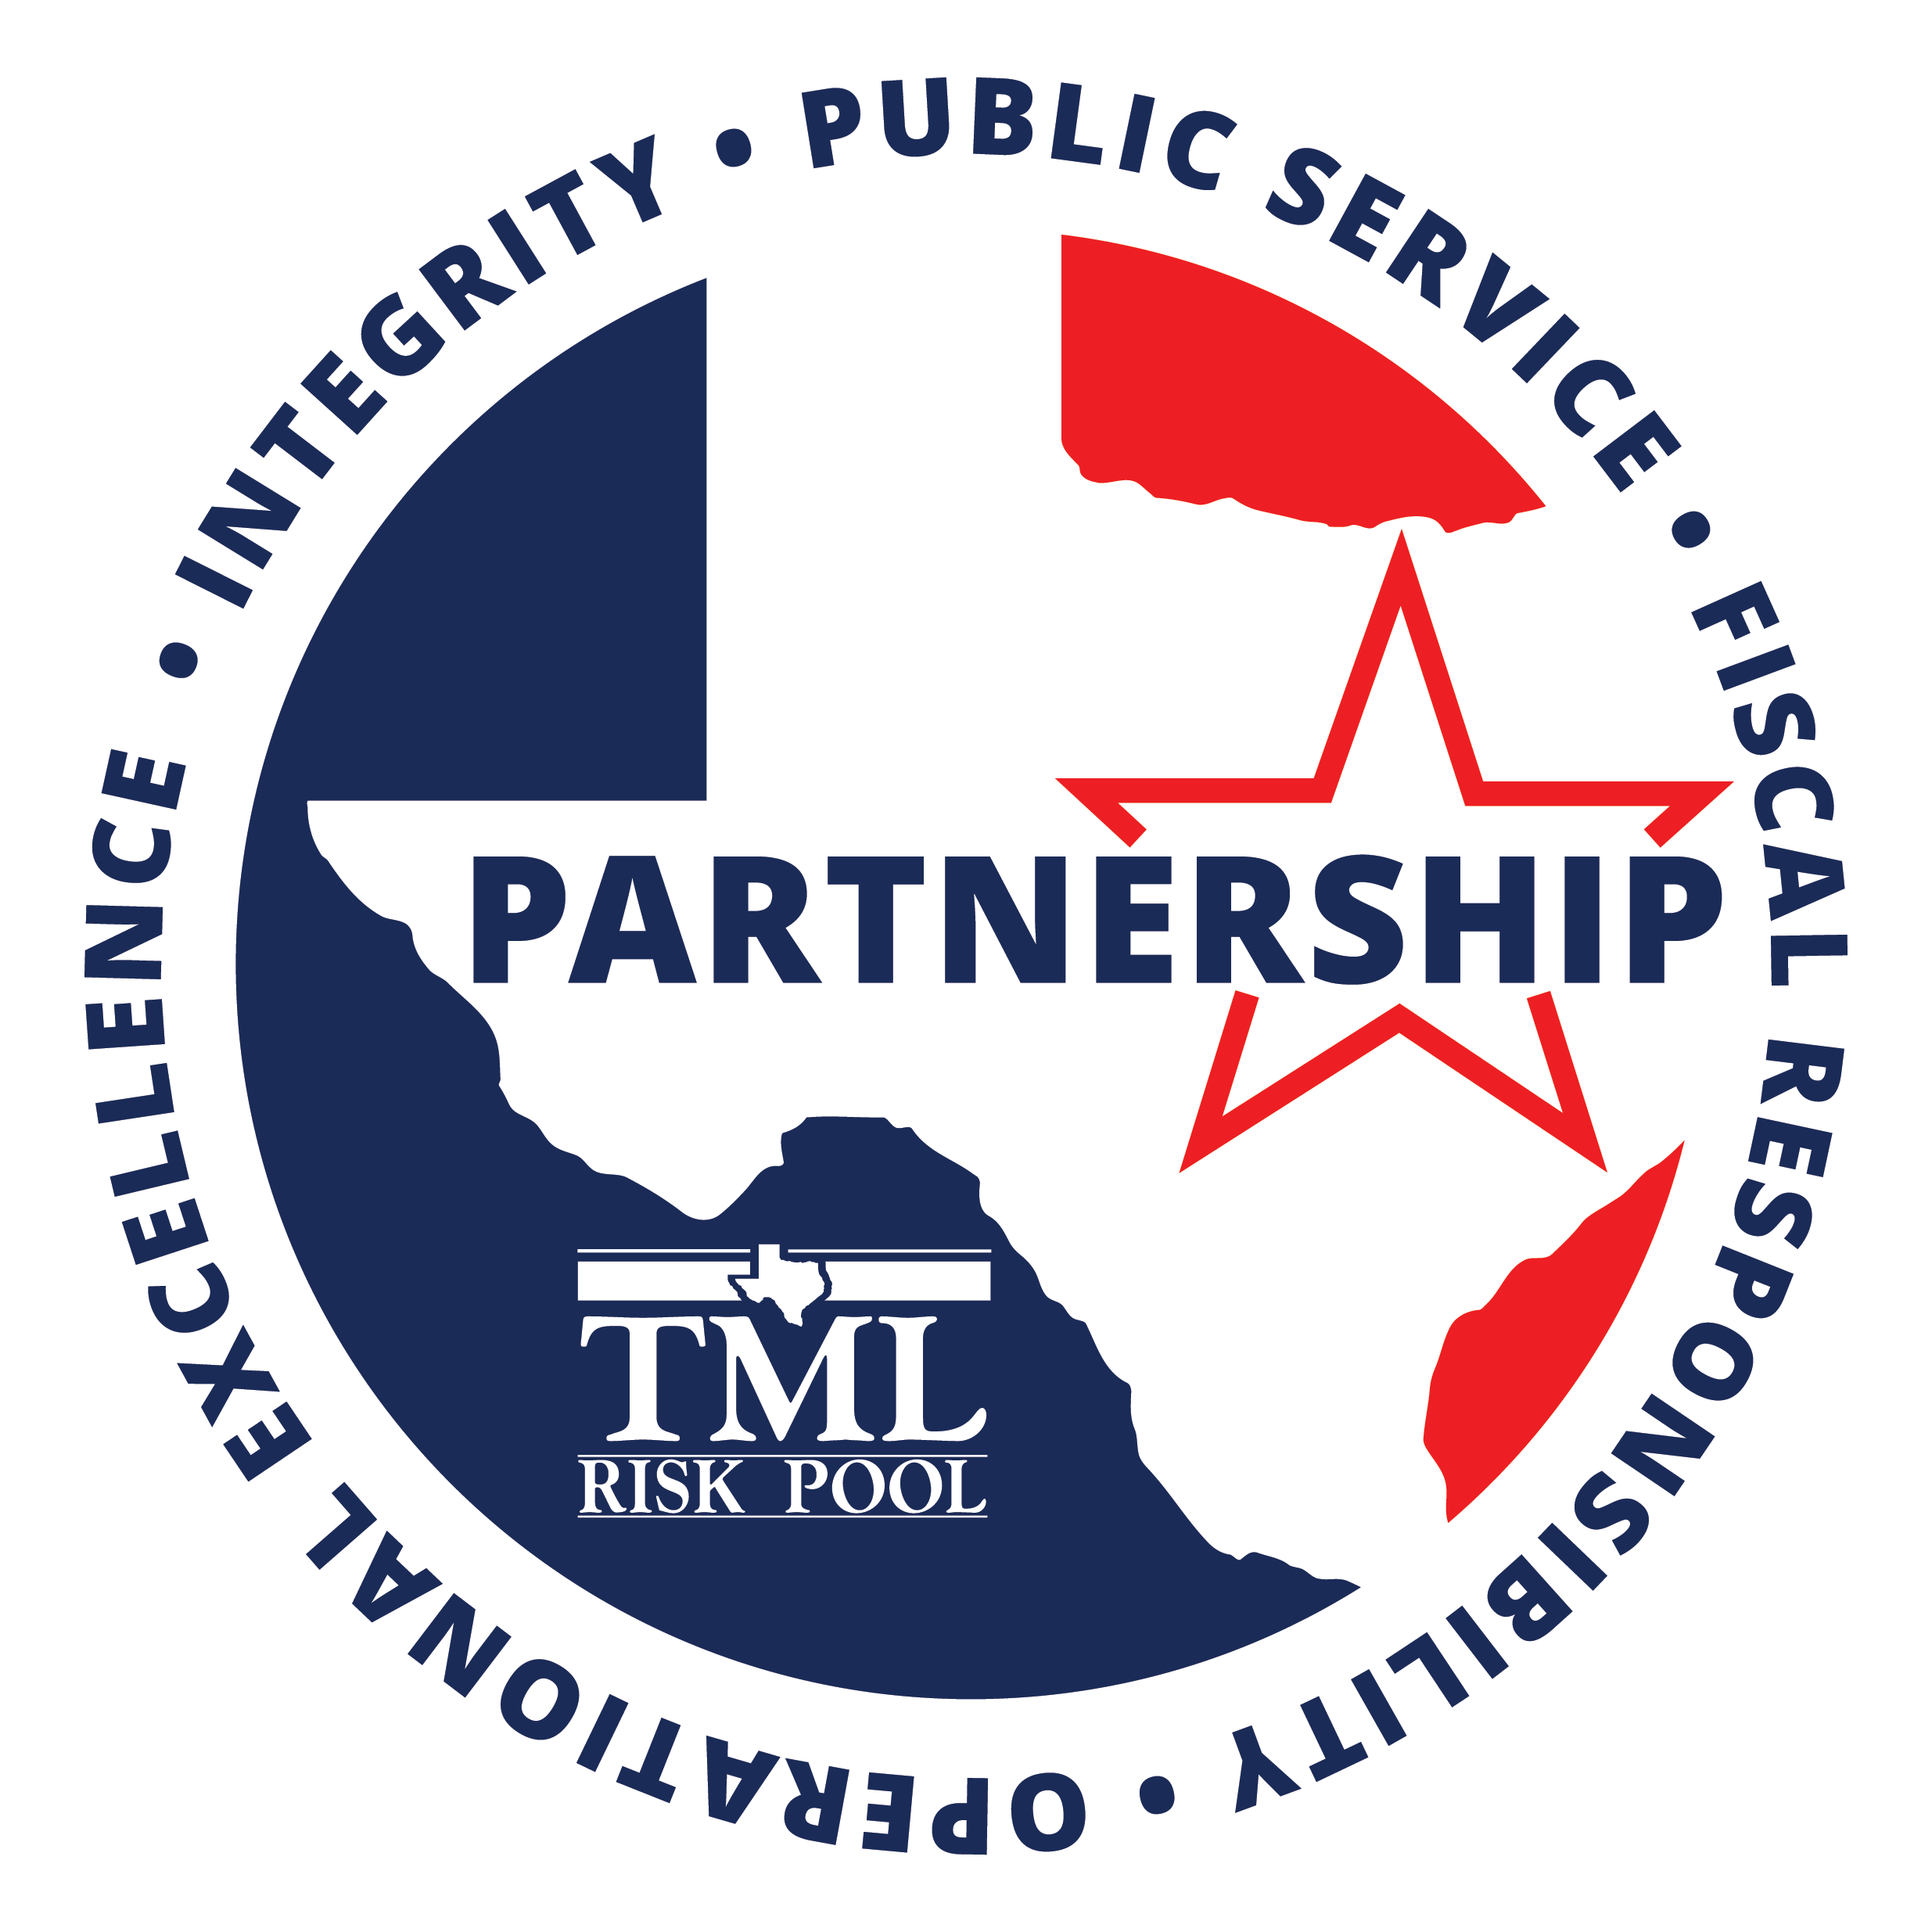 INTEGRITY • PUBLIC SERVICE • FISCAL RESPONSIBILITY • OPERATIONAL EXCELLENCE •
PARTNERSHIP
TML
RISK POOL